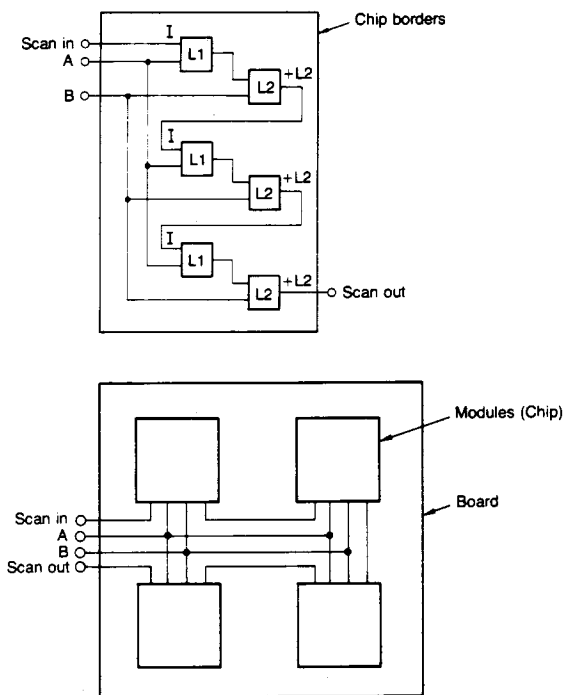 Chip borders
Scan in
I
A
L1
+L2
L2
B
I
L1
+L2
L2
I
L1
+L2
L2
Scan out
Modules (Chip)
Board
Scan in
A
B
Scan out